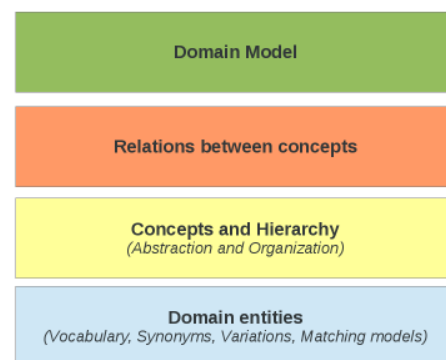 Domain Model
Relations between concepts
Concepts and Hierarchy
(Abstraction and Organization)
Domain entities
(Vocabulary, Synonyms, Variations, Matching models)